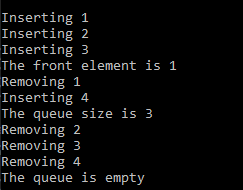 Inserting 1
Inserting 2
Inserting 3
The front element is 1
Removing 1
Inserting 4
The queue size is 3
Removing 2
Removing 3
Removing 4
The queue is empty